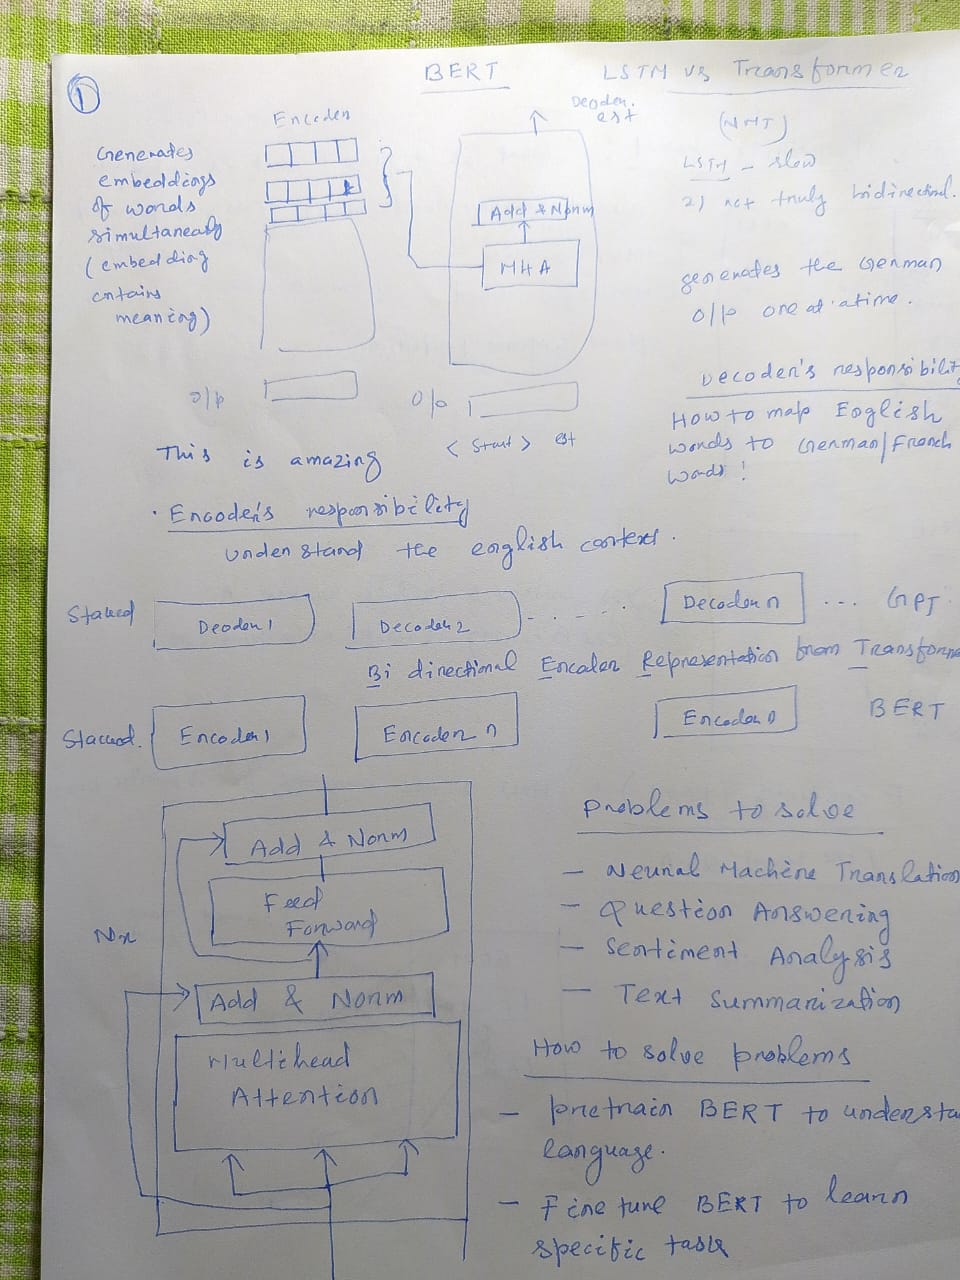 1
BERT
LSTM vs Transformer
Encoder
Generates
embeddings
of words
simultaneously
(embedding
contains
meaning)
Add & Norm
MHA
est
(NMT)
LSTM - slow
2) not truly bidirectional.
generates the German
o/p one at a time.
Decoder's responsibilit
How to map English
words to German/French
words!
o/p
o/p
<Start> est
This is amazing
· Encoder's responsibility
understand the english context.
Stacked
Decoder 1
Decoder 2
Decoder n
... GPT
Bi directional Encoder Representation from Transforme
Stacked.
Encoder 1
Encoder n
Encoder
BERT
Add & Norm
Feed
Forward
Nx
Add & Norm
Multihead
Attention
Problems to solve
- Neural Machine Translation
- Question Answering
- Sentiment Analysis
- Text Summarization
How to solve problems
- pretrain BERT to understa
language.
- Fine tune BERT to learn
specific task